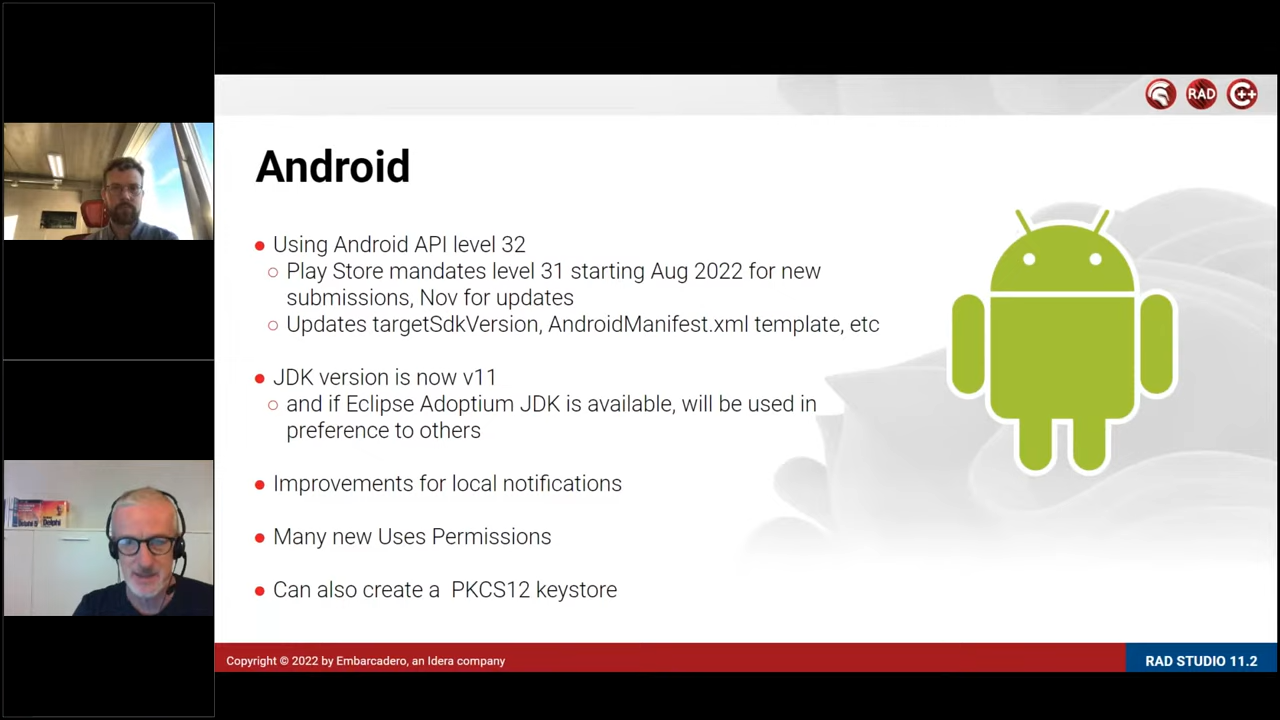 RAD
C++
Android
Using Android API level 32
Play Store mandates level 31 starting Aug 2022 for new
submissions, Nov for updates
Updates targetSdkVersion, AndroidManifest.xml template, etc
JDK version is now v11
and if Eclipse Adoptium JDK is available, will be used in
preference to others
Improvements for local notifications
Many new Uses Permissions
Can also create a  PKCS12 keystore
Delphi
Copyright © 2022 by Embarcadero, an Idera company
RAD STUDIO 11.2